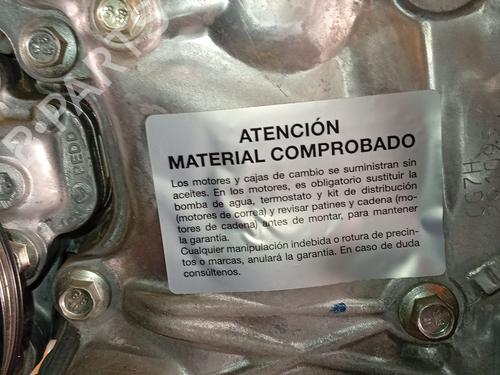 ATENCIÓN
MATERIAL COMPROBADO
Los motores y cajas de cambio se suministran sin
aceites. En los motores, es obligatorio sustituir la
bomba de agua, termostato y kit de distribución
(motores de correa) y revisar patines y cadena (mo-
tores de cadena) antes de montar, para mantener
la garantía.
Cualquier manipulación indebida o rotura de precin-
tos o marcas, anulará la garantía. En caso de duda
consúltenos.